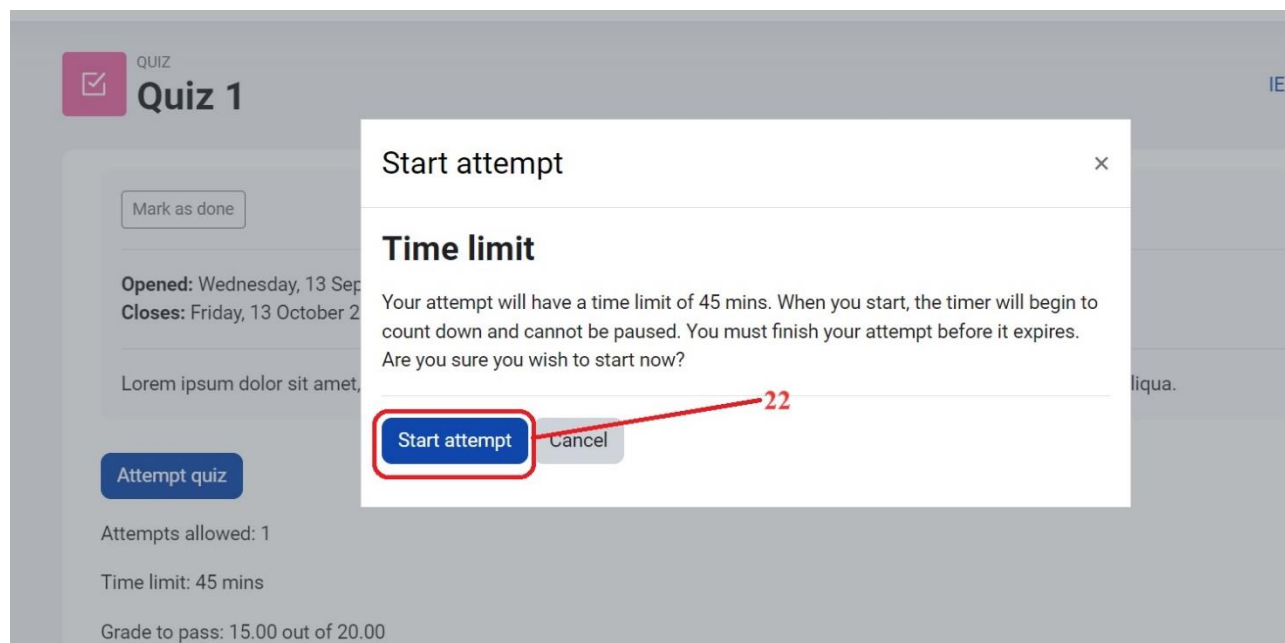 QUIZ
Quiz 1
IE
Start attempt
×
Mark as done
Time limit
Opened: Wednesday, 13 Sep
Closes: Friday, 13 October 2
Your attempt will have a time limit of 45 mins. When you start, the timer will begin to
count down and cannot be paused. You must finish your attempt before it expires.
Are you sure you wish to start now?
Lorem ipsum dolor sit amet,
liqua.
22
Start attempt
Cancel
Attempt quiz
Attempts allowed: 1
Time limit: 45 mins
Grade to pass: 15.00 out of 20.00